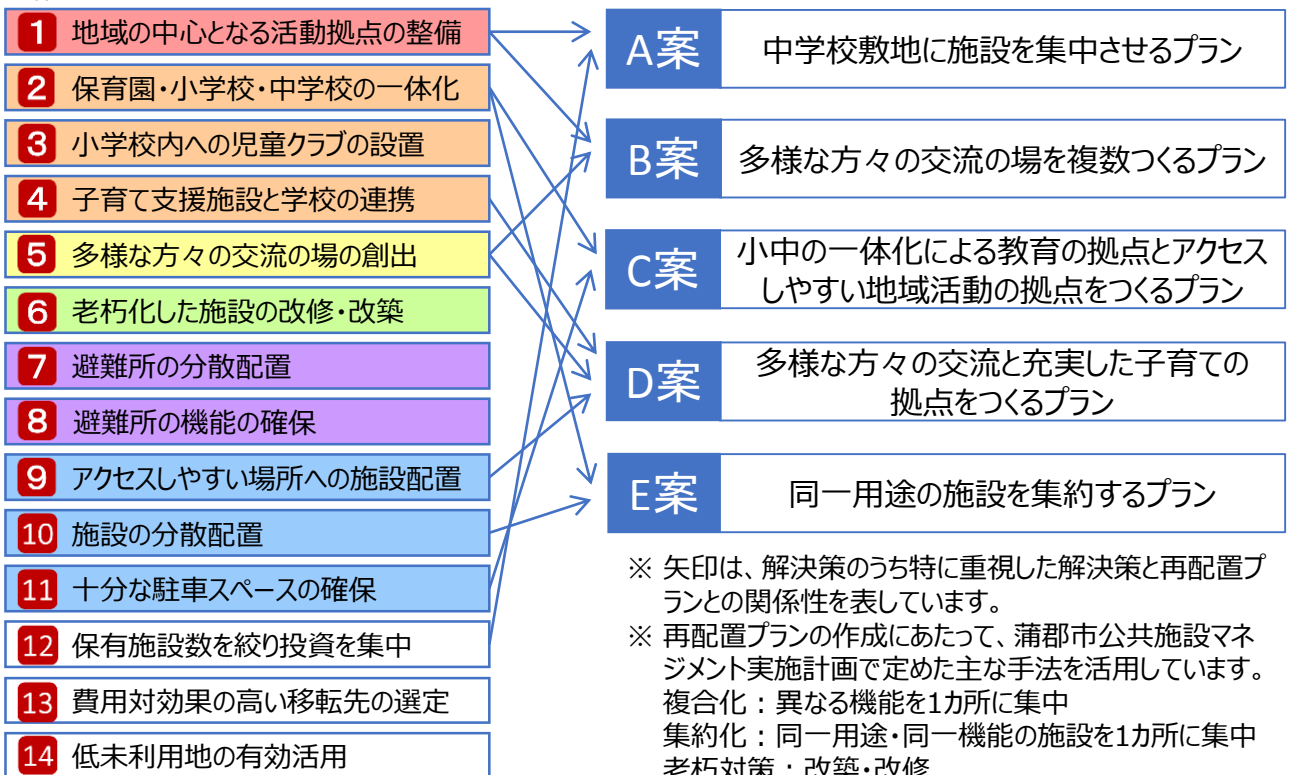 1 地域の中心となる活動拠点の整備
2 保育園・小学校・中学校の一体化
3 小学校内への児童クラブの設置
4 子育て支援施設と学校の連携
5 多様な方々の交流の場の創出
6 老朽化した施設の改修・改築
7 避難所の分散配置
8 避難所の機能の確保
9 アクセスしやすい場所への施設配置
10 施設の分散配置
11 十分な駐車スペースの確保
12 保有施設数を絞り投資を集中
13 費用対効果の高い移転先の選定
14 低未利用地の有効活用
A案 中学校敷地に施設を集中させるプラン
B案 多様な方々の交流の場を複数つくるプラン
C案 小中の一体化による教育の拠点とアクセス
しやすい地域活動の拠点をつくるプラン
D案 多様な方々の交流と充実した子育ての
拠点をつくるプラン
E案 同一用途の施設を集約するプラン
※ 矢印は、解決策のうち特に重視した解決策と再配置プ
ランとの関係性を表しています。
※ 再配置プランの作成にあたって、蒲郡市公共施設マネ
ジメント実施計画で定めた主な手法を活用しています。
複合化：異なる機能を1カ所に集中
集約化：同一用途・同一機能の施設を1カ所に集中
老朽対策：改築・改修